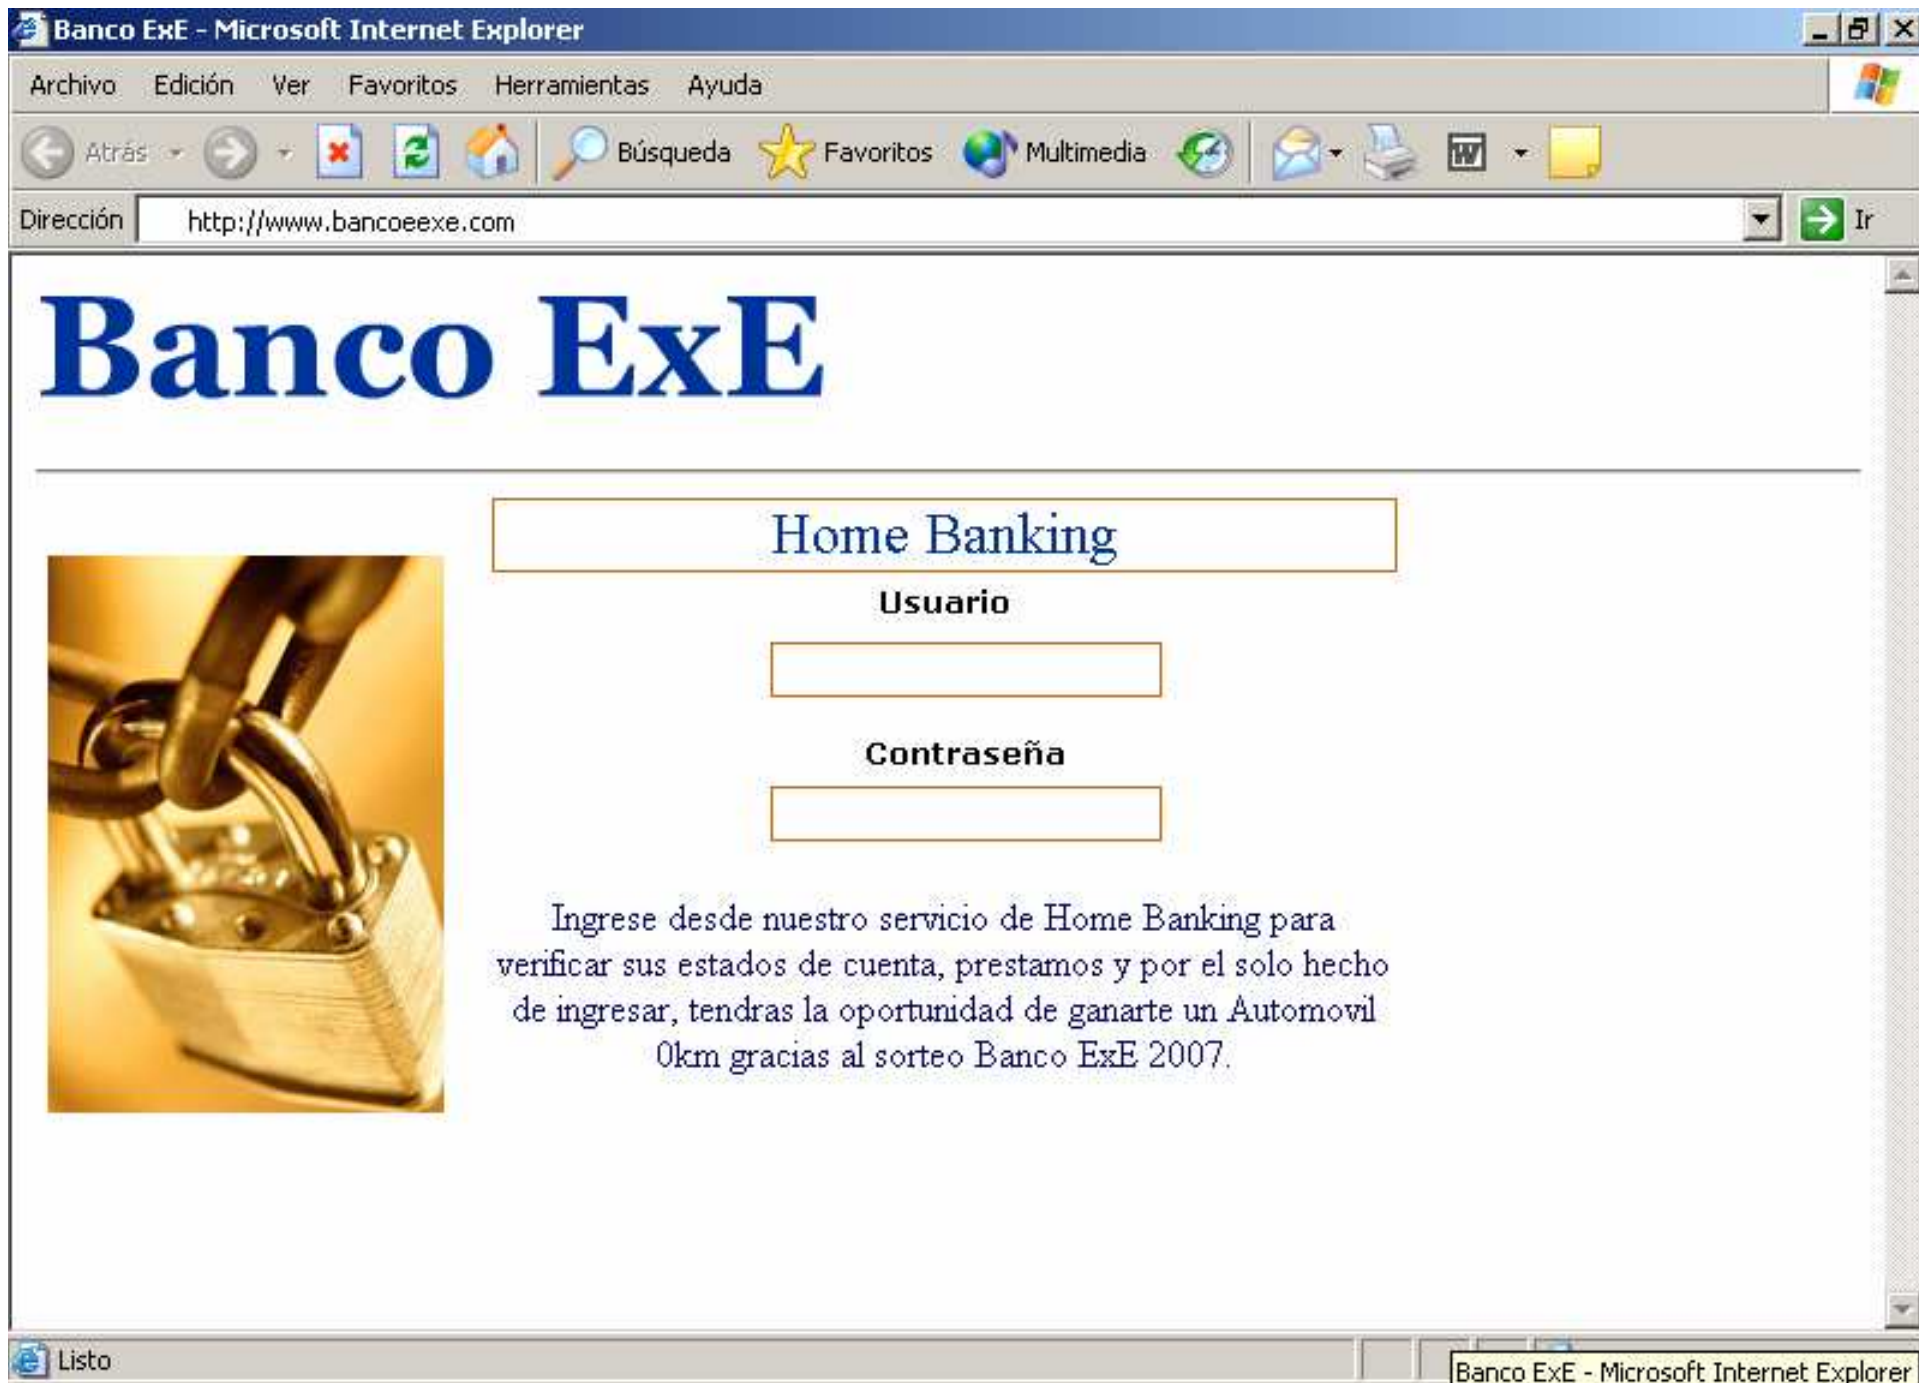 Banco ExE - Microsoft Internet Explorer
Archivo Edición Ver Favoritos Herramientas Ayuda
Atrás Búsqueda Favoritos Multimedia
Dirección http://www.bancoeexe.com Ir
Banco ExE
Home Banking
Usuario
Contraseña
Ingrese desde nuestro servicio de Home Banking para
verificar sus estados de cuenta, prestamos y por el solo hecho
de ingresar, tendras la oportunidad de ganarte un Automovil
0km gracias al sorteo Banco ExE 2007.
Listo
Banco ExE - Microsoft Internet Explorer